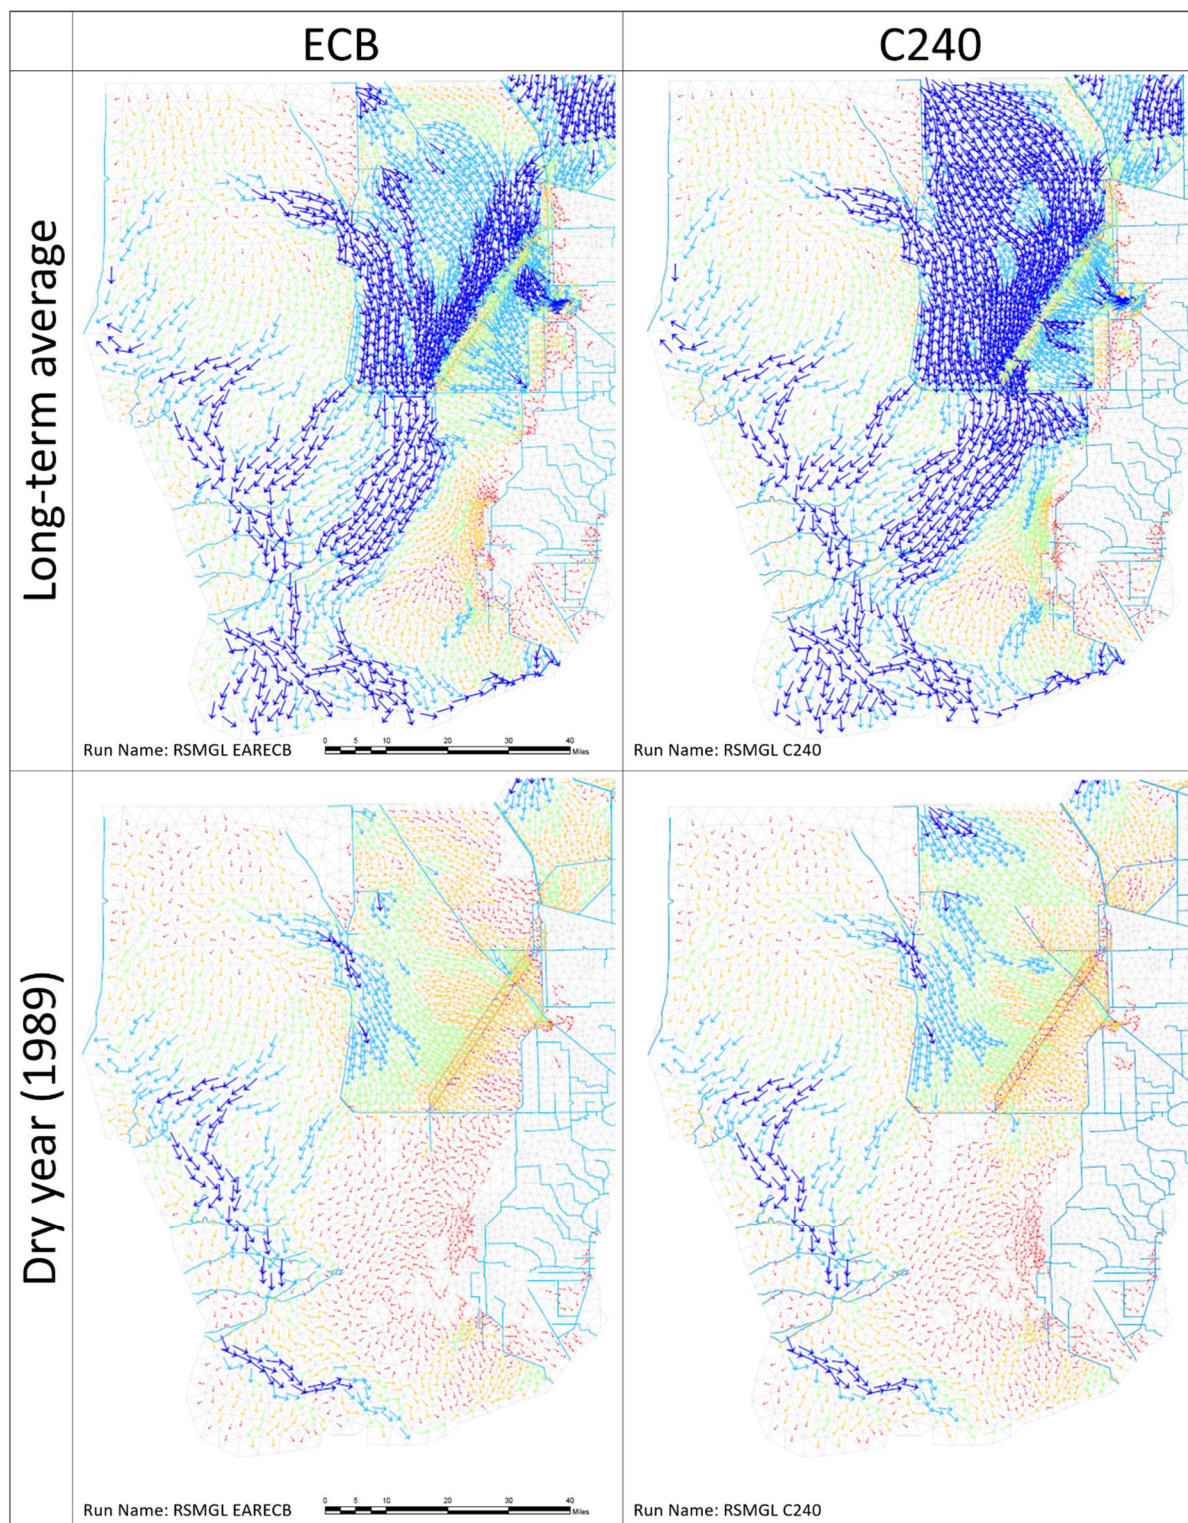 ECB
C240
Long-term average
Run Name: RSMGL EARECB
0 5 10 20 30 40
Miles
Run Name: RSMGL C240
Dry year (1989)
Run Name: RSMGL EARECB
0 5 10 20 30 40
Miles
Run Name: RSMGL C240